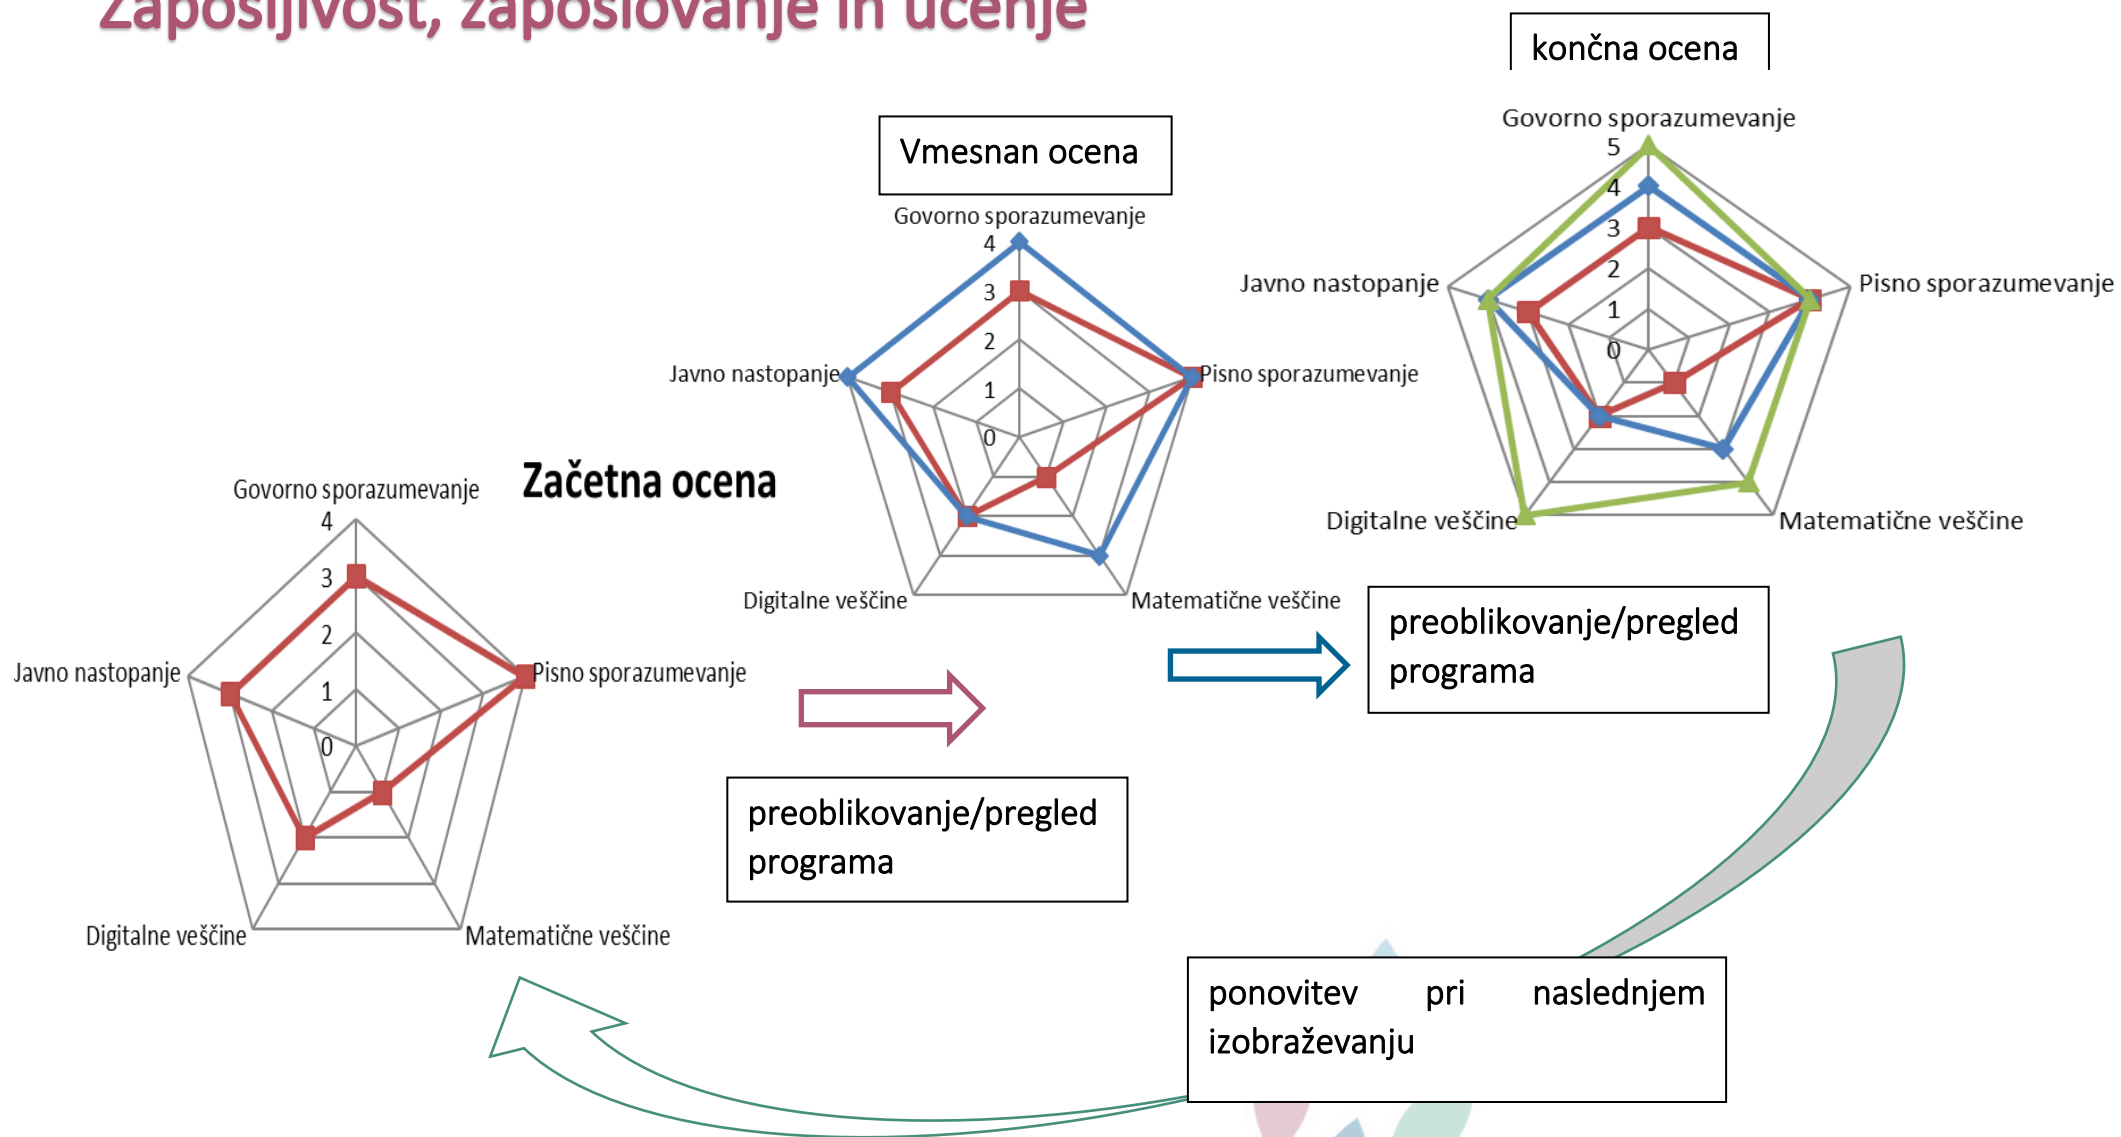 Zaposljivost, zaposlovanje in učenje
končna ocena
Govorno sporazumevanje
5
4
3
2
1
0
Javno nastopanje
Pisno sporazumevanje
Digitalne veščine
Matematične veščine
Vmesnan ocena
Govorno sporazumevanje
4
3
2
1
0
Javno nastopanje
Pisno sporazumevanje
Digitalne veščine
Matematične veščine
Začetna ocena
Govorno sporazumevanje
4
3
2
1
0
Javno nastopanje
Pisno sporazumevanje
Digitalne veščine
Matematične veščine
preoblikovanje/pregled
programa
preoblikovanje/pregled
programa
ponovitev pri naslednjem
izobraževanju